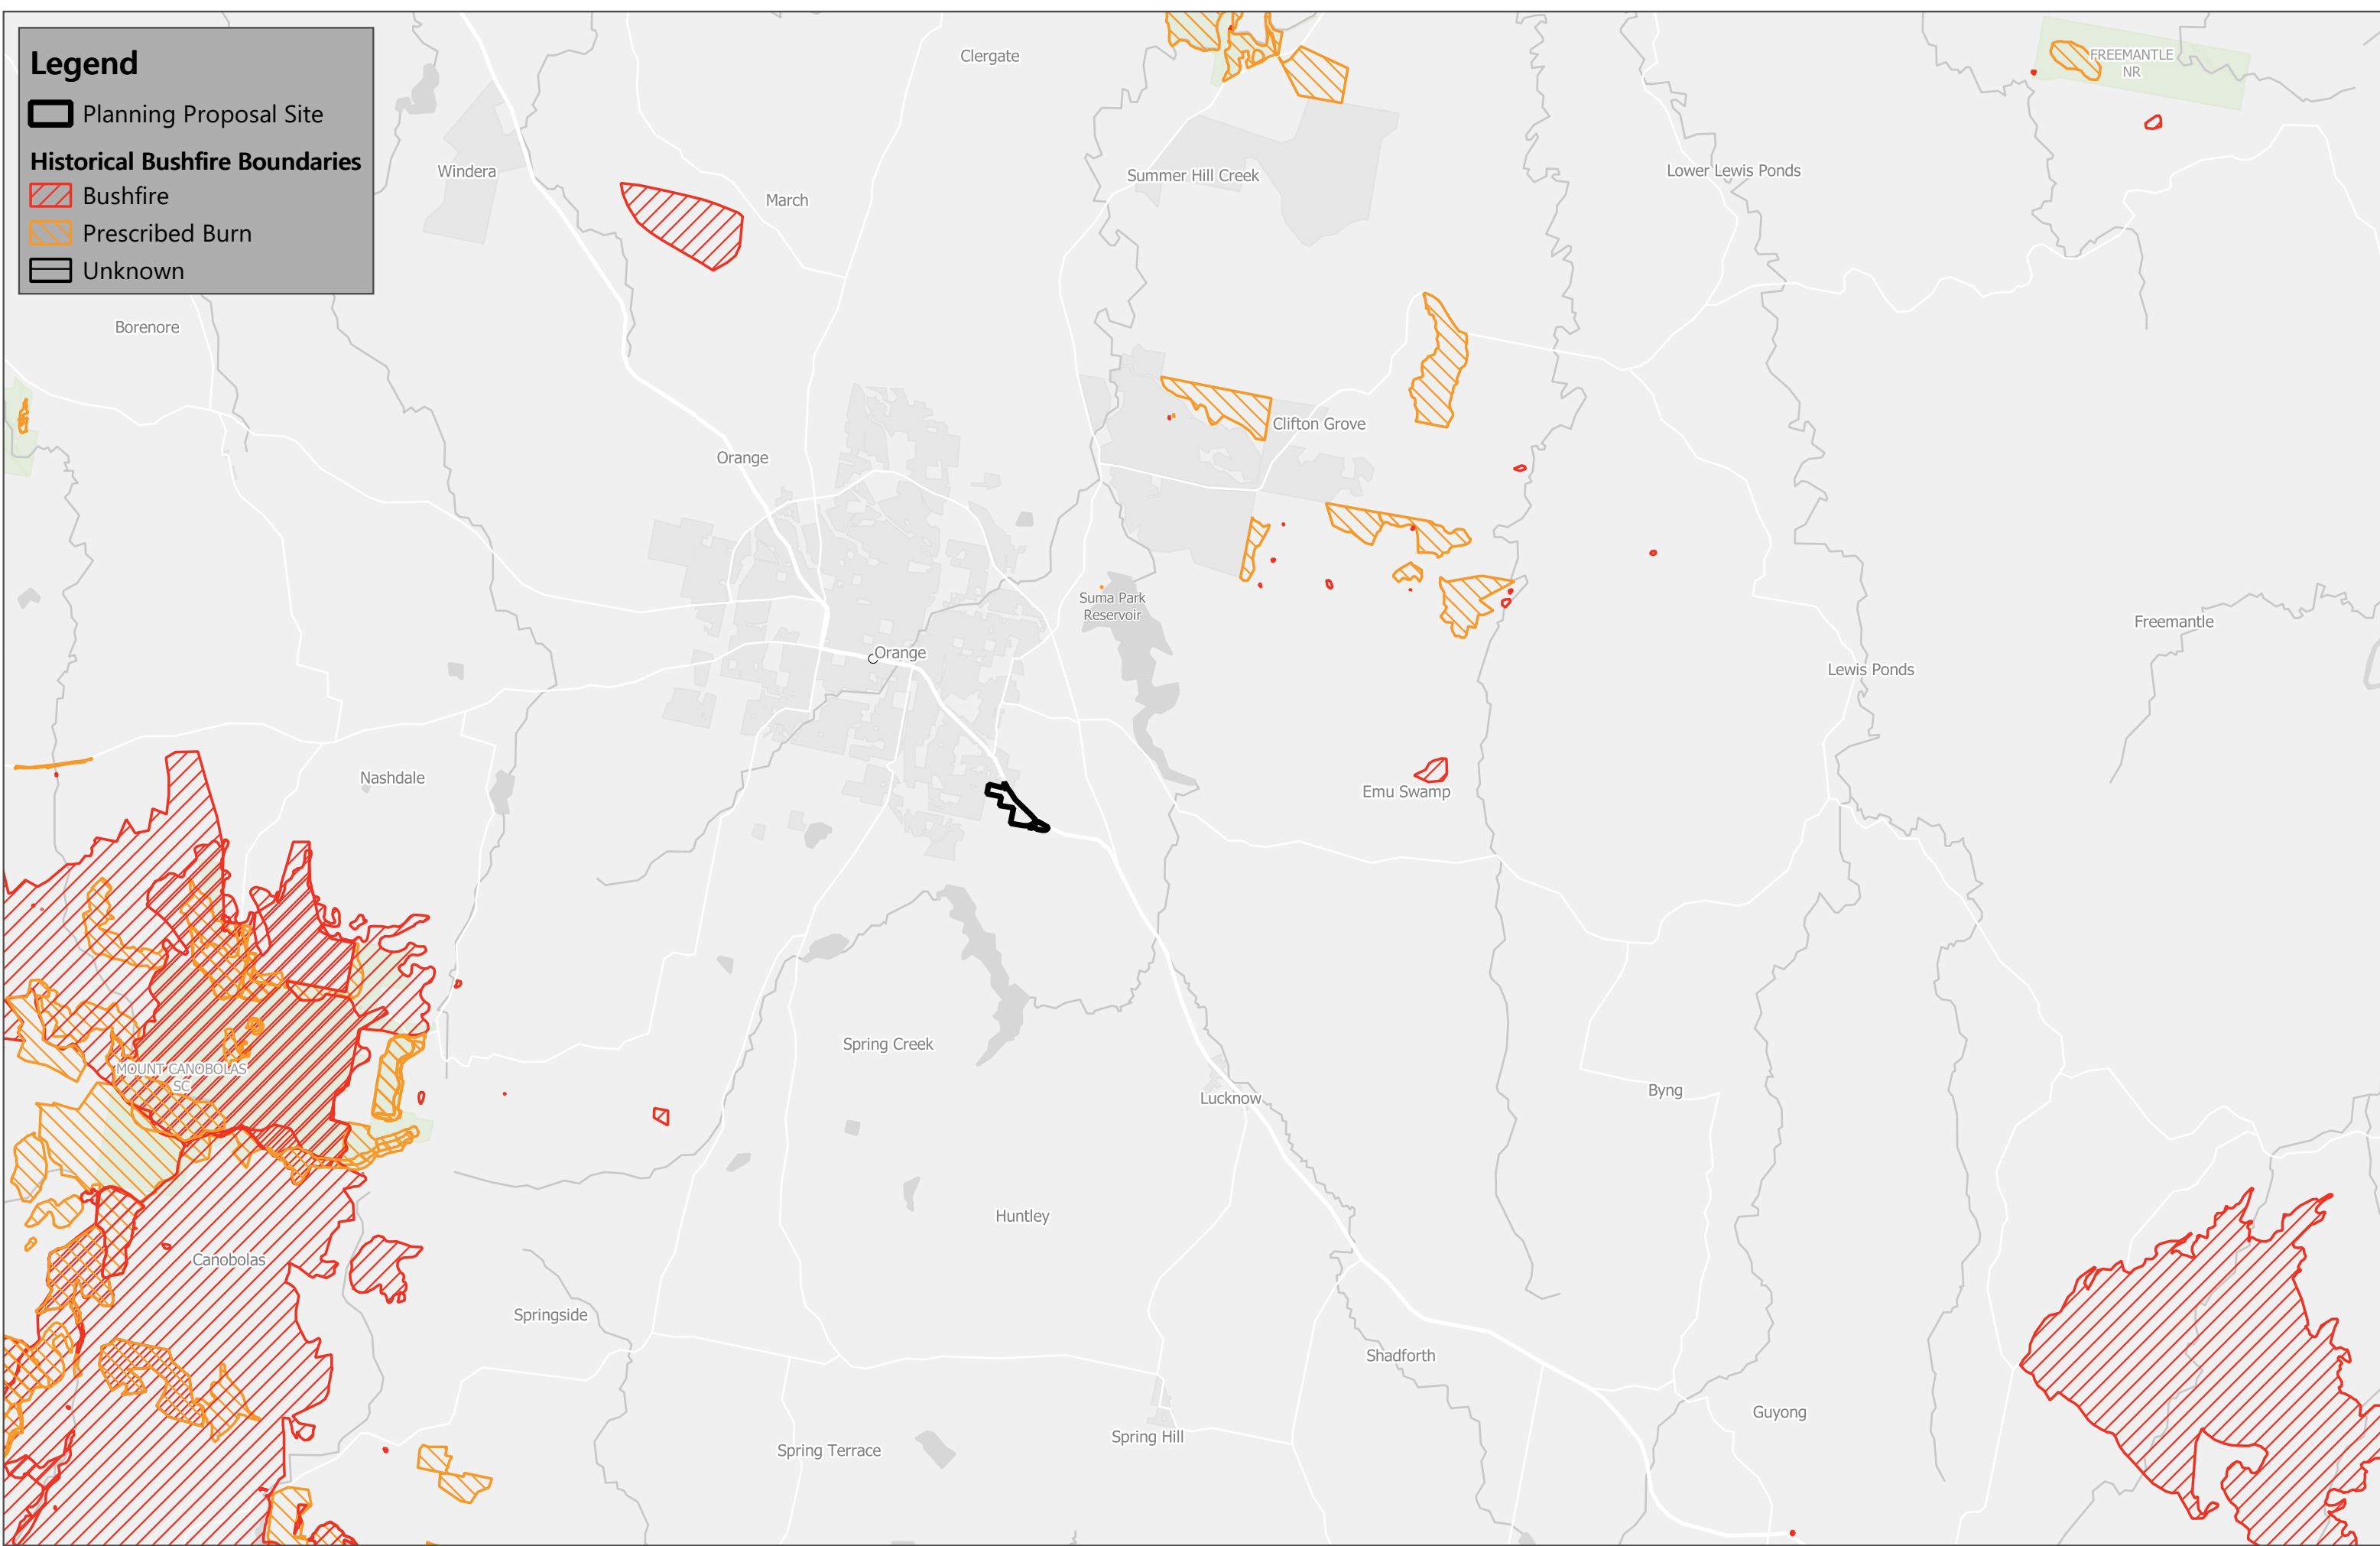 Legend
Planning Proposal Site
Historical Bushfire Boundaries
Bushfire
Prescribed Burn
Unknown
Clergate
FREEMANTLE
NR
Windera
March
Summer Hill Creek
Lower Lewis Ponds
Borenore
Clifton Grove
Orange
Suma Park
Reservoir
Freemantle
Orange
Lewis Ponds
Nashdale
Emu Swamp
Spring Creek
MOUNT CANOBOLAS
SC
Lucknow
Byng
Huntley
Canobolas
Springside
Shadforth
Guyong
Spring Terrace
Spring Hill